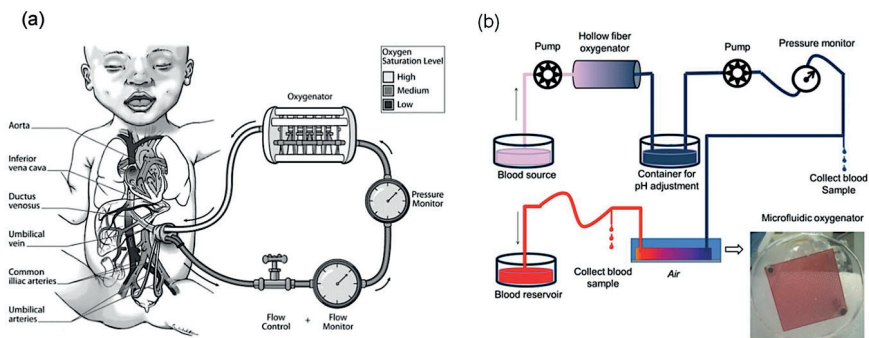 (a)
Oxygen
Saturation Level
High
Medium
Low
Oxygenator
Aorta
Inferior
vena cava
Ductus
venosus
Umbilical
vein
Common
illiac arteries
Umbilical
arteries
Pressure
Monitor
Flow
Control
+
Flow
Monitor
(b)
Pump
Hollow fiber
oxygenator
Pump
Pressure monitor
Blood source
Container for
pH adjustment
Collect blood
Sample
Blood reservoir
Collect blood
sample
Air
Microfluidic oxygenator